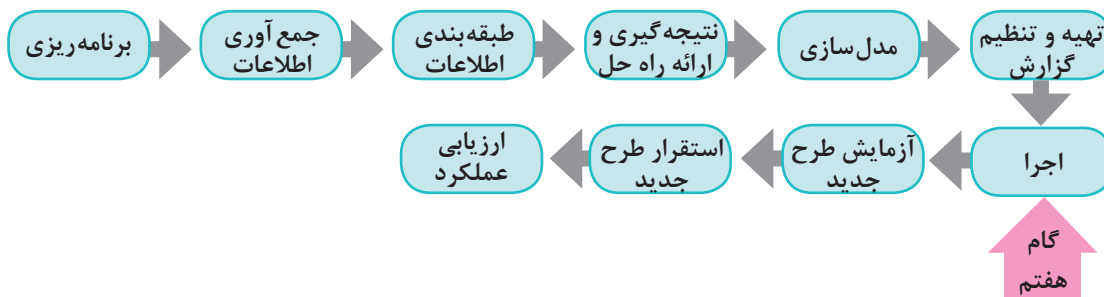 برنامه‌ریزی
جمع آوری
اطلاعات
طبقه‌بندی
اطلاعات
نتیجه‌گیری و
ارائه راه حل
مدل‌سازی
تهیه و تنظیم
گزارش
اجرا
آزمایش طرح
جدید
استقرار طرح
جدید
ارزیابی
عملکرد
گام
هفتم